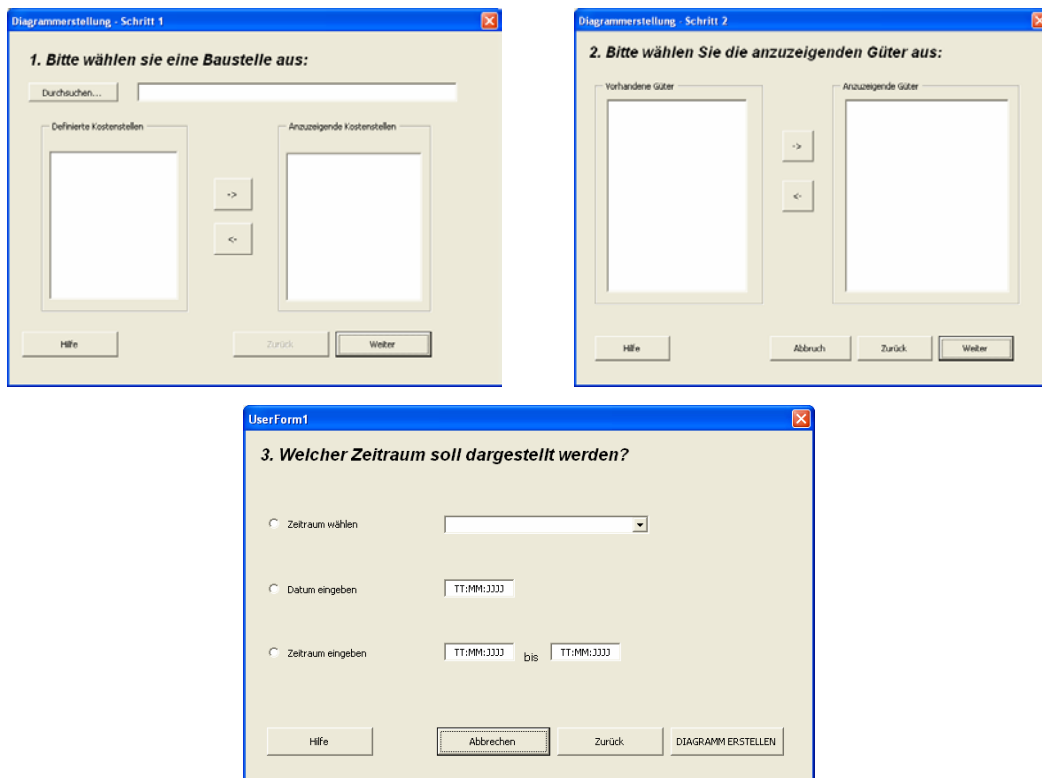 Diagrammerstellung - Schritt 1
1. Bitte wählen sie eine Baustelle aus:
Durchsuchen...
Definierte Kostenstellen
Anzuzeigende Kostenstellen
->
<-
Hilfe
Zurück
Weiter
Diagrammerstellung - Schritt 2
2. Bitte wählen Sie die anzuzeigenden Güter aus:
Vorhandene Güter
Anzuzeigende Güter
->
<-
Hilfe
Abbruch
Zurück
Weiter
UserForm1
3. Welcher Zeitraum soll dargestellt werden?
Zeitraum wählen
Datum eingeben
TT:MM:JJJJ
Zeitraum eingeben
TT:MM:JJJJ bis TT:MM:JJJJ
Hilfe
Abbrechen
Zurück
DIAGRAMM ERSTELLEN